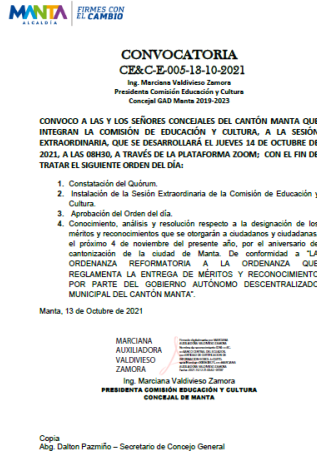 MANTA
ALCALDÍA
FIRMES CON
EL CAMBIO
CONVOCATORIA
CE&C-E-005-13-10-2021
Ing. Marciana Valdivieso Zamora
Presidenta Comisión Educación y Cultura
Concejal GAD Manta 2019-2023
CONVOCO A LAS Y LOS SEÑORES CONCEJALES DEL CANTÓN MANTA QUE
INTEGRAN LA COMISIÓN DE EDUCACIÓN Y CULTURA, A LA SESIÓN
EXTRAORDINARIA, QUE SE DESARROLLARÁ EL JUEVES 14 DE OCTUBRE DE
2021, A LAS 08H30, A TRAVÉS DE LA PLATAFORMA ZOOM; CON EL FIN DE
TRATAR EL SIGUIENTE ORDEN DEL DÍA:
1. Constatación del Quórum.
2. Instalación de la Sesión Extraordinaria de la Comisión de Educación y
Cultura.
3. Aprobación del Orden del día.
4. Conocimiento, análisis y resolución respecto a la designación de los
méritos y reconocimientos que se otorgarán a ciudadanos y ciudadanas,
el próximo 4 de noviembre del presente año, por el aniversario de
cantonización de la ciudad de Manta. De conformidad a "LA
ORDENANZA REFORMATORIA A LA ORDENANZA QUE
REGLAMENTA LA ENTREGA DE MÉRITOS Y RECONOCIMIENTO
POR PARTE DEL GOBIERNO AUTÓNOMO DESCENTRALIZADO
MUNICIPAL DEL CANTÓN MANTA".
Manta, 13 de Octubre de 2021
MARCIANA
AUXILIADORA
VALDIVIESO
ZAMORA
Ing. Marciana Valdivieso Zamora
PRESIDENTA COMISIÓN EDUCACIÓN Y CULTURA
CONCEJAL DE MANTA
Copia
Abg. Dalton Pazmiño – Secretario de Concejo General